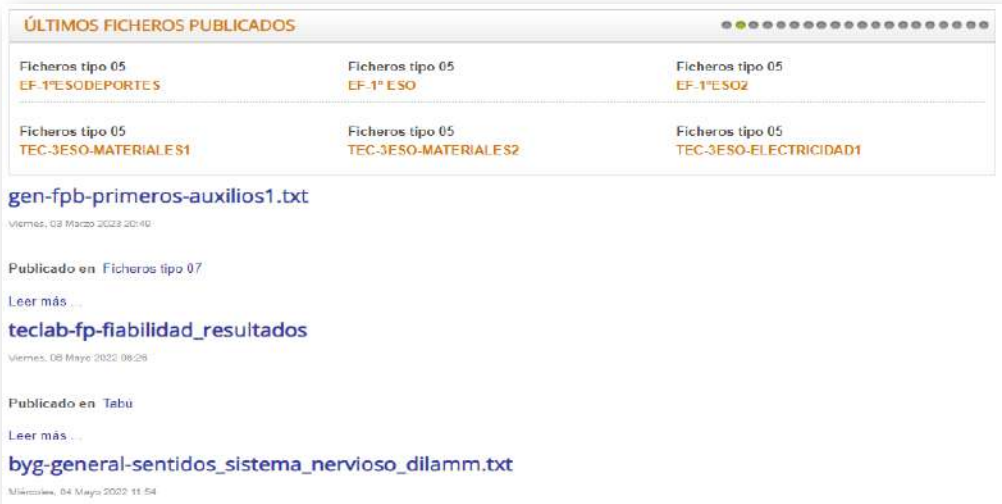 ÚLTIMOS FICHEROS PUBLICADOS
Ficheros tipo 05 Ficheros tipo 05 Ficheros tipo 05
EF-1ºESODEPORTES EF-1º ESO EF-1ºESO2
Ficheros tipo 05 Ficheros tipo 05 Ficheros tipo 05
TEC-3ESO-MATERIALES1 TEC-3ESO-MATERIALES2 TEC-3ESO-ELECTRICIDAD1
gen-fpb-primeros-auxilios1.txt
Viernes, 03 Marzo 2023 20:49
Publicado en Ficheros tipo 07
Leer más ...
teclab-fp-fiabilidad_resultados
Viernes, Mayo 2022
Publicado en Tabú
Leer más ...
byg-general-sentidos_sistema_nervioso_dilamm.txt
Miércoles, 04 Mayo 2022 11:54